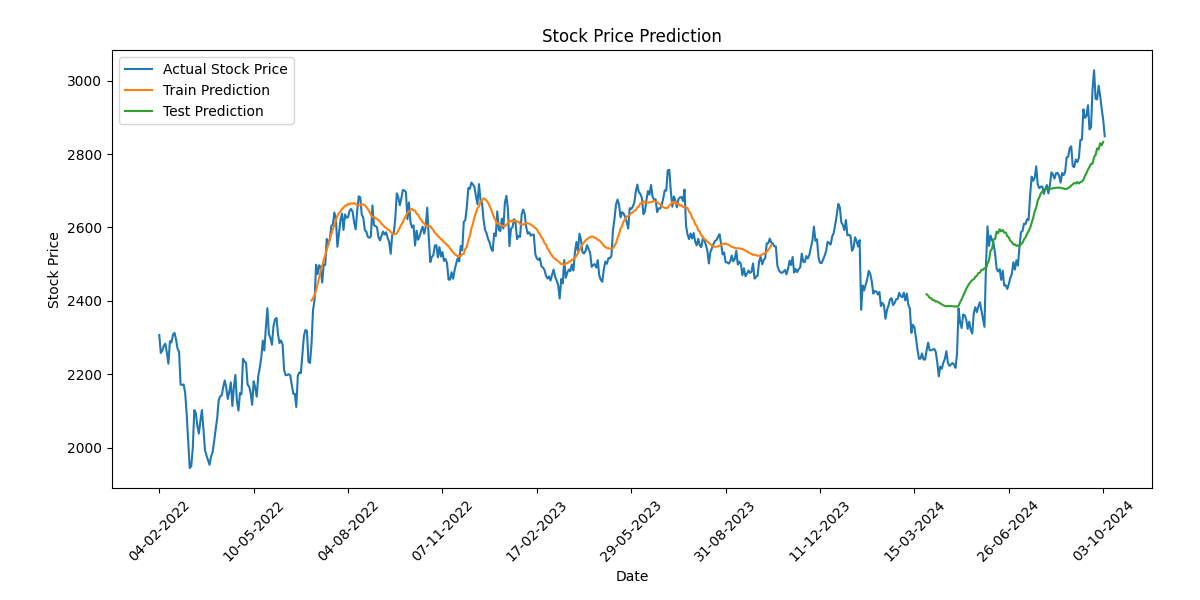 Stock Price Prediction
Actual Stock Price
Train Prediction
Test Prediction
Stock Price
3000
2800
2600
2400
2200
2000
04-02-2022
10-05-2022
04-08-2022
07-11-2022
17-02-2023
29-05-2023
31-08-2023
11-12-2023
15-03-2024
26-06-2024
03-10-2024
Date